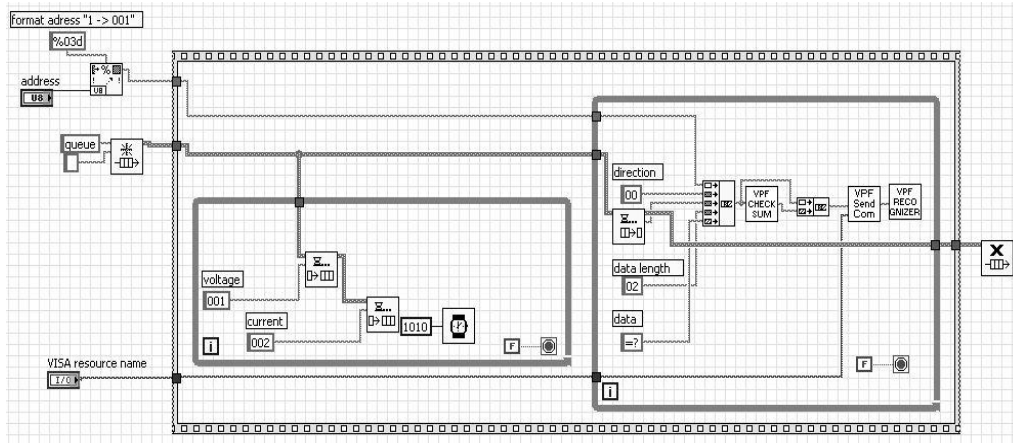 format adress "1 -> 001"
%03d
address
U8
U8
queue
direction
00
VPF
CHECK
SUM
VPF
Send
Com
VPF
RECO
GNIZER
voltage
001
current
002
1010
F
i
data length
02
data
=?
F
i
VISA resource name
I/O